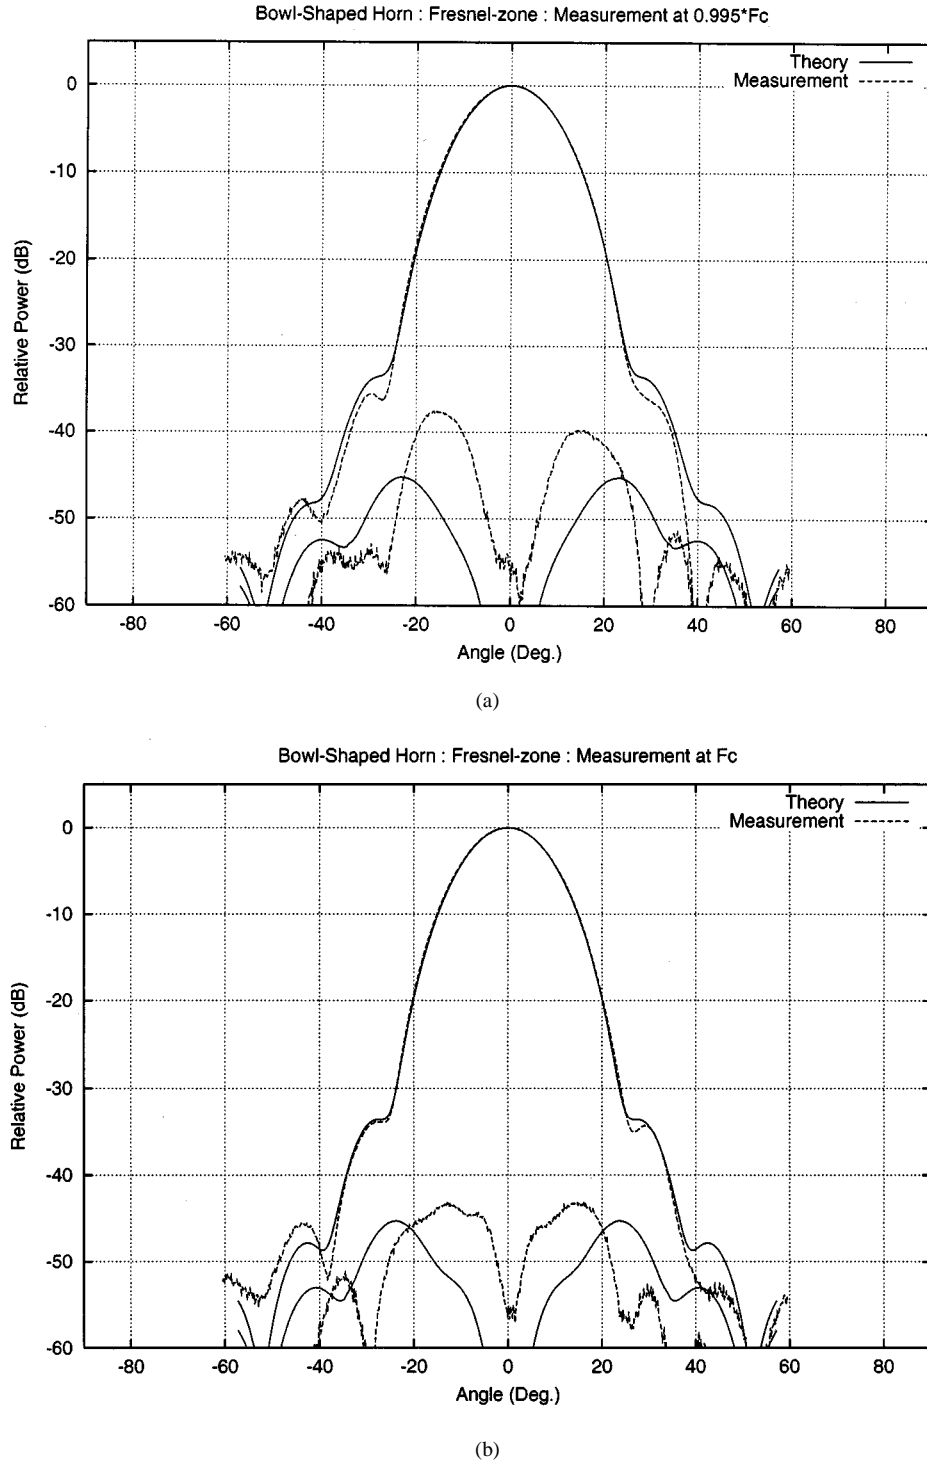 Bowl-Shaped Horn : Fresnel-zone : Measurement at 0.995*Fc
Theory
Measurement
0
-10
-20
-30
-40
-50
-60
Relative Power (dB)
-80 -60 -40 -20 0 20 40 60 80
Angle (Deg.)
(a)
Bowl-Shaped Horn : Fresnel-zone : Measurement at Fc
Theory
Measurement
0
-10
-20
-30
-40
-50
-60
Relative Power (dB)
-80 -60 -40 -20 0 20 40 60 80
Angle (Deg.)
(b)